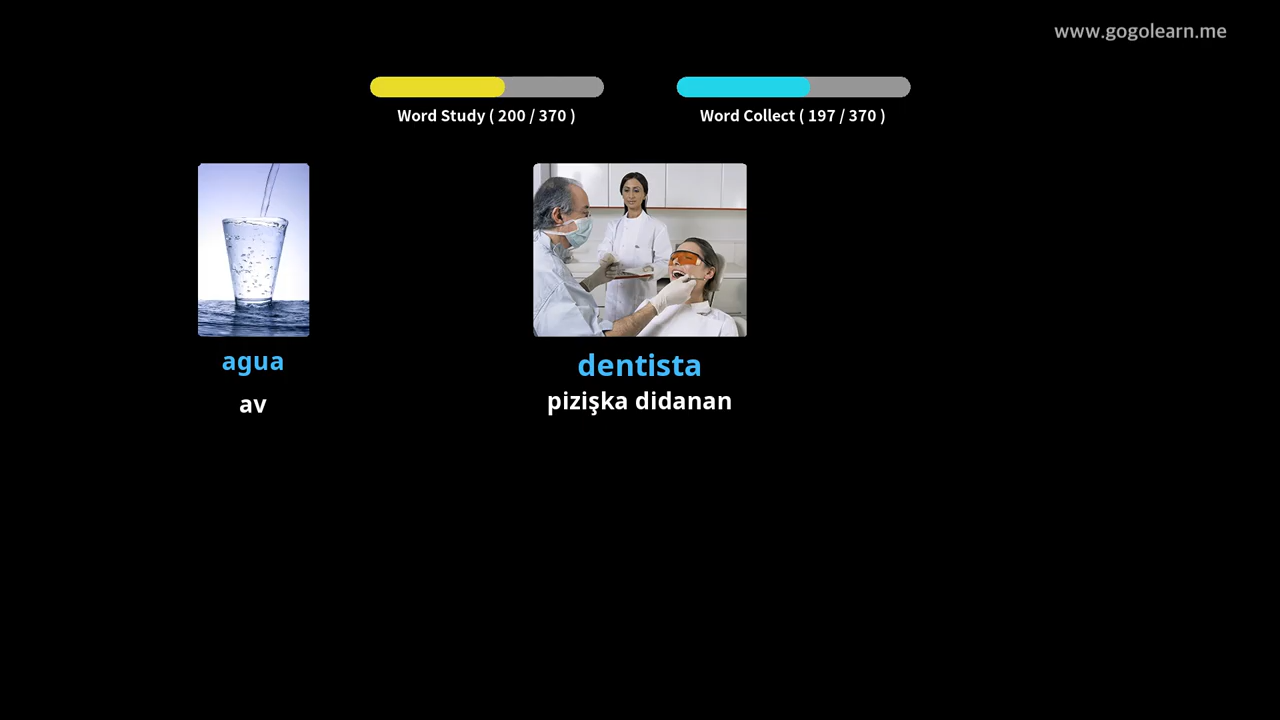 www.gogolearn.me
Word Study ( 200 / 370 )
Word Collect ( 197 / 370 )
agua
av
dentista
pizişka didanan